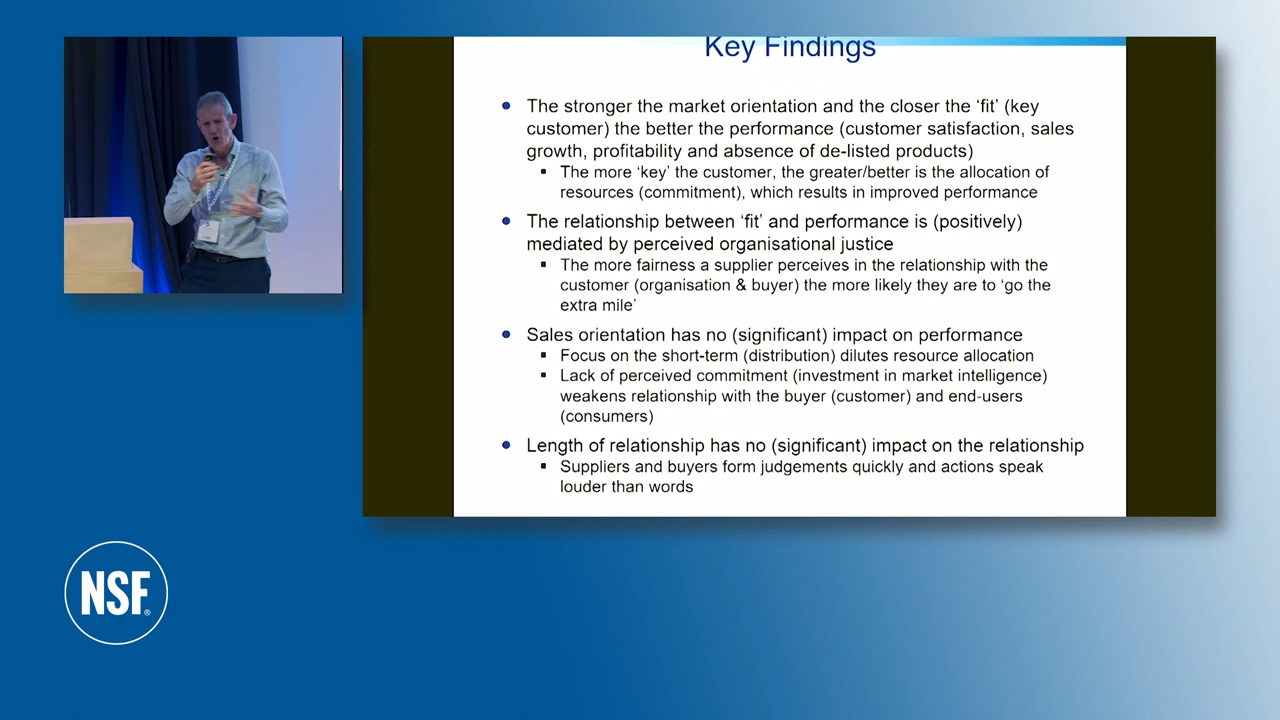 Key Findings
• The stronger the market orientation and the closer the ‘fit’ (key
customer) the better the performance (customer satisfaction, sales
growth, profitability and absence of de-listed products)
▪ The more ‘key’ the customer, the greater/better is the allocation of
resources (commitment), which results in improved performance
• The relationship between ‘fit’ and performance is (positively)
mediated by perceived organisational justice
▪ The more fairness a supplier perceives in the relationship with the
customer (organisation & buyer) the more likely they are to ‘go the
extra mile’
• Sales orientation has no (significant) impact on performance
▪ Focus on the short-term (distribution) dilutes resource allocation
▪ Lack of perceived commitment (investment in market intelligence)
weakens relationship with the buyer (customer) and end-users
(consumers)
• Length of relationship has no (significant) impact on the relationship
▪ Suppliers and buyers form judgements quickly and actions speak
louder than words
NSF®